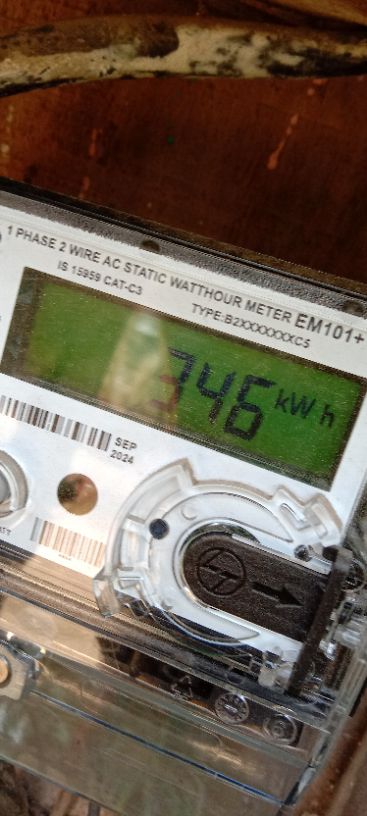 1 PHASE 2 WIRE AC STATIC WATTHOUR METER EM101+
IS 15959 CAT-C3
TYPE:B2XXXXXXXC5
346 kWh
SEP
2024